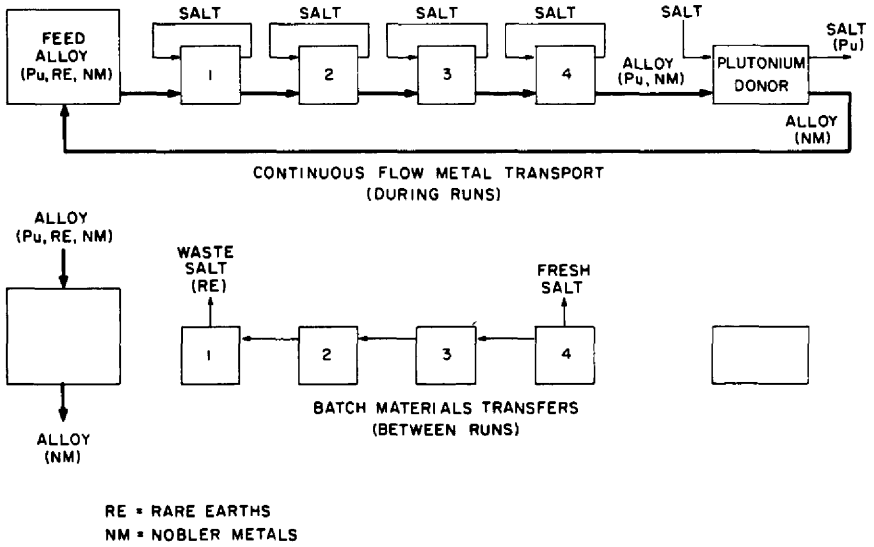 SALT
SALT
SALT
SALT
SALT
SALT
(Pu)
FEED
ALLOY
(Pu, RE, NM)
1
2
3
4
ALLOY
(Pu, NM)
PLUTONIUM
DONOR
ALLOY
(NM)
CONTINUOUS FLOW METAL TRANSPORT
(DURING RUNS)
ALLOY
(Pu, RE, NM)
WASTE
SALT
(RE)
FRESH
SALT
1
2
3
4
BATCH MATERIALS TRANSFERS
(BETWEEN RUNS)
ALLOY
(NM)
RE = RARE EARTHS
NM = NOBLER METALS